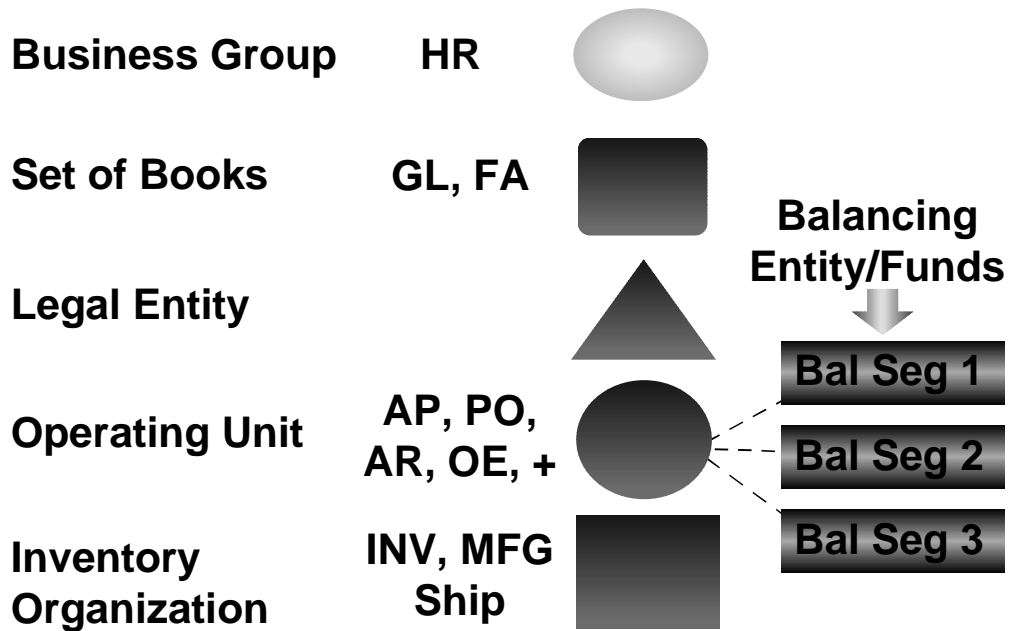 Business Group HR
Set of Books GL, FA
Balancing
Entity/Funds
Legal Entity
Bal Seg 1
Operating Unit AP, PO,
AR, OE, +
Bal Seg 2
Bal Seg 3
Inventory
Organization
INV, MFG
Ship